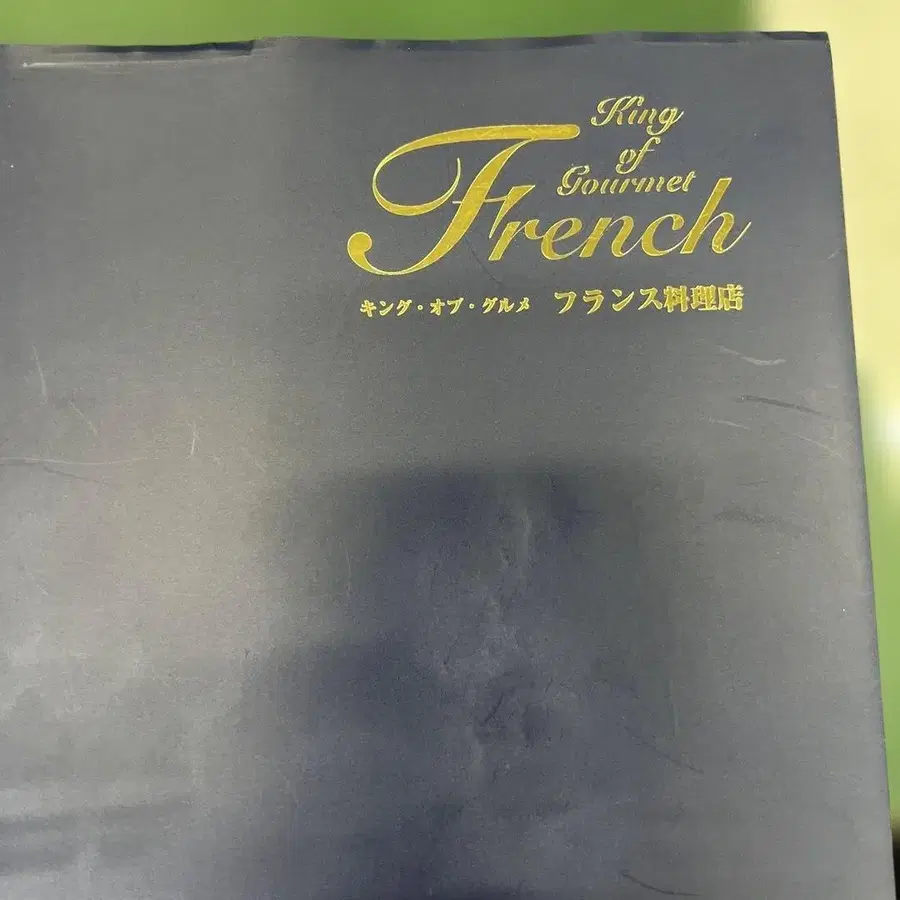 King
of
Gourmet
French
キング・オブ・グルメ フランス料理店